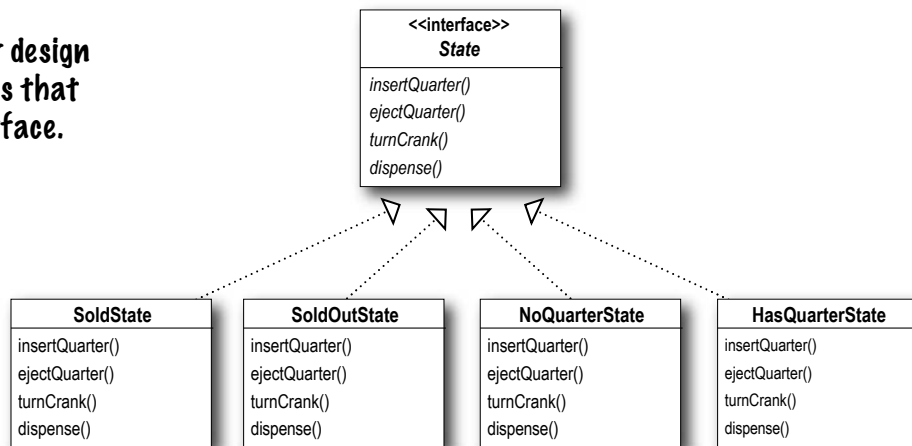 r design
s that
face.
<<interface>>
State
insertQuarter()
ejectQuarter()
turnCrank()
dispense()
SoldState
insertQuarter()
ejectQuarter()
turnCrank()
dispense()
SoldOutState
insertQuarter()
ejectQuarter()
turnCrank()
dispense()
NoQuarterState
insertQuarter()
ejectQuarter()
turnCrank()
dispense()
HasQuarterState
insertQuarter()
ejectQuarter()
turnCrank()
dispense()